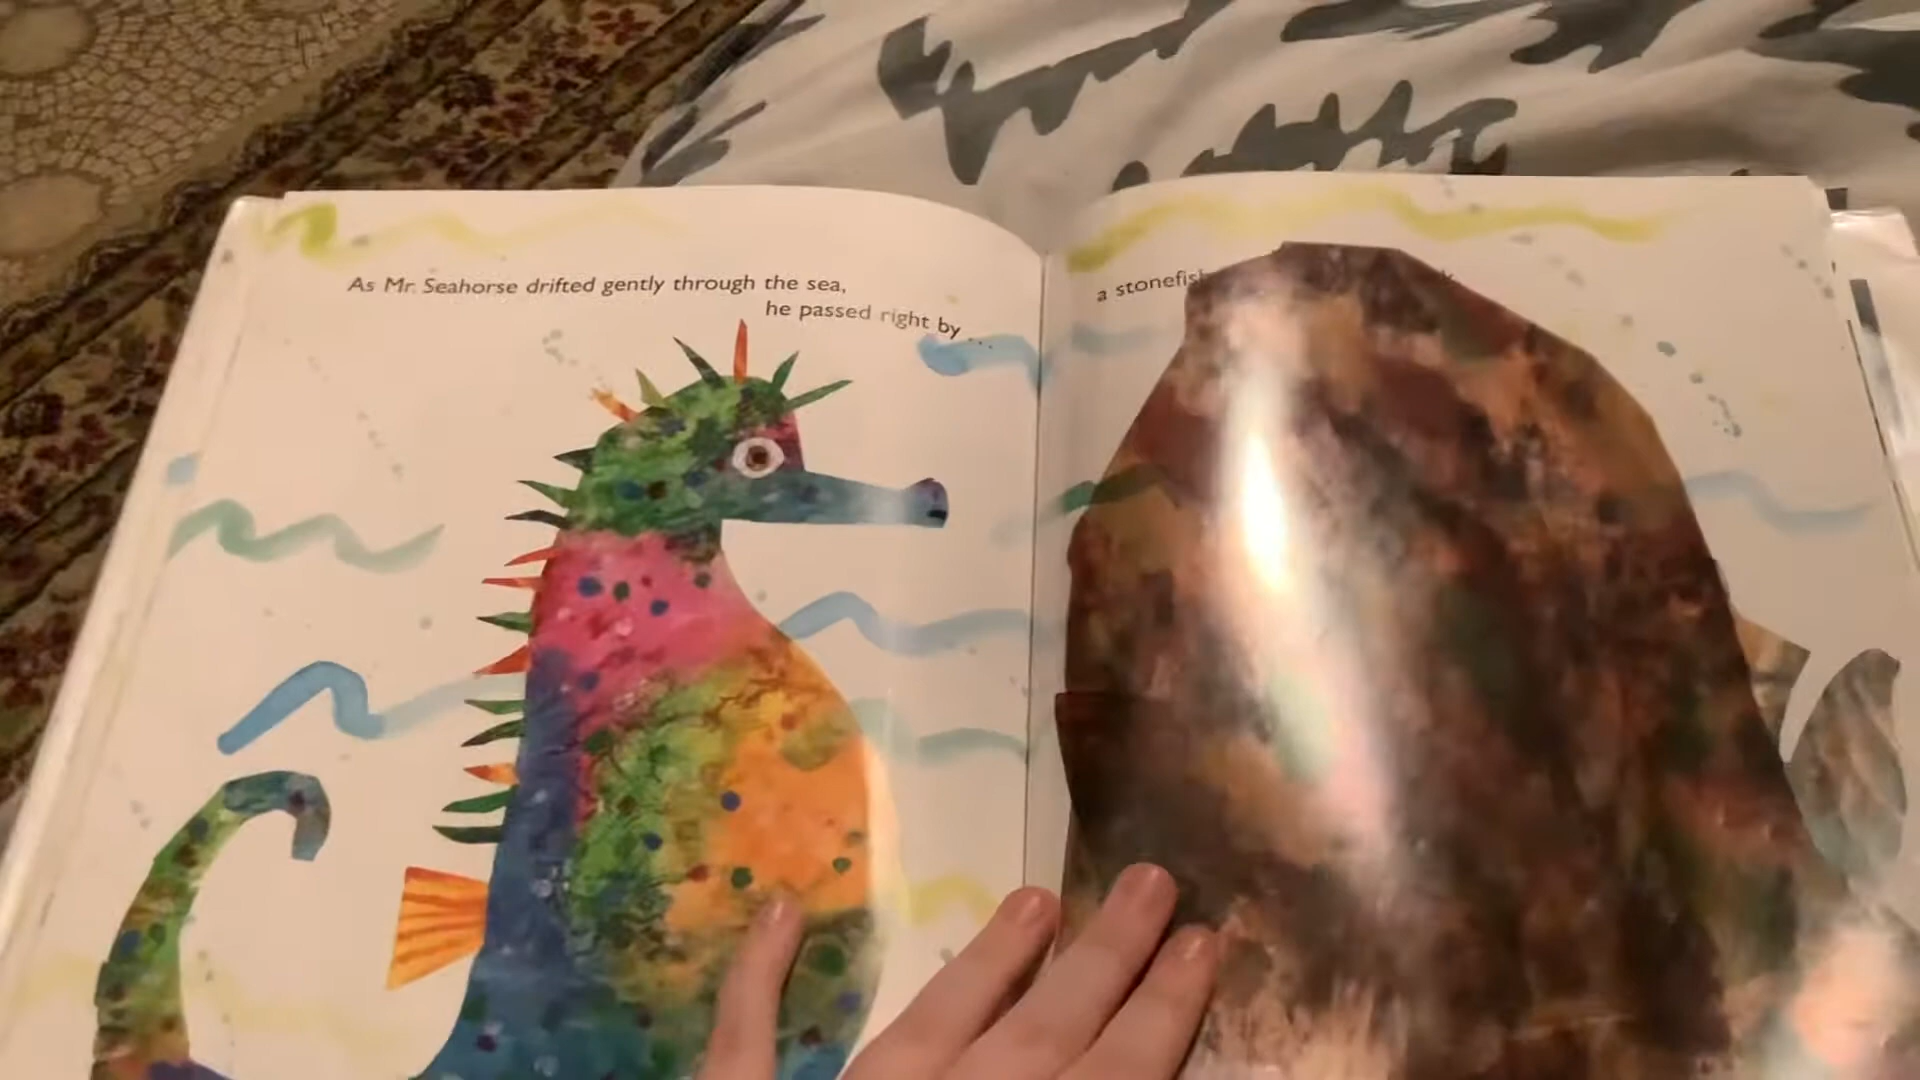 As Mr. Seahorse drifted gently through the sea,
he passed right by ...
a stonefish